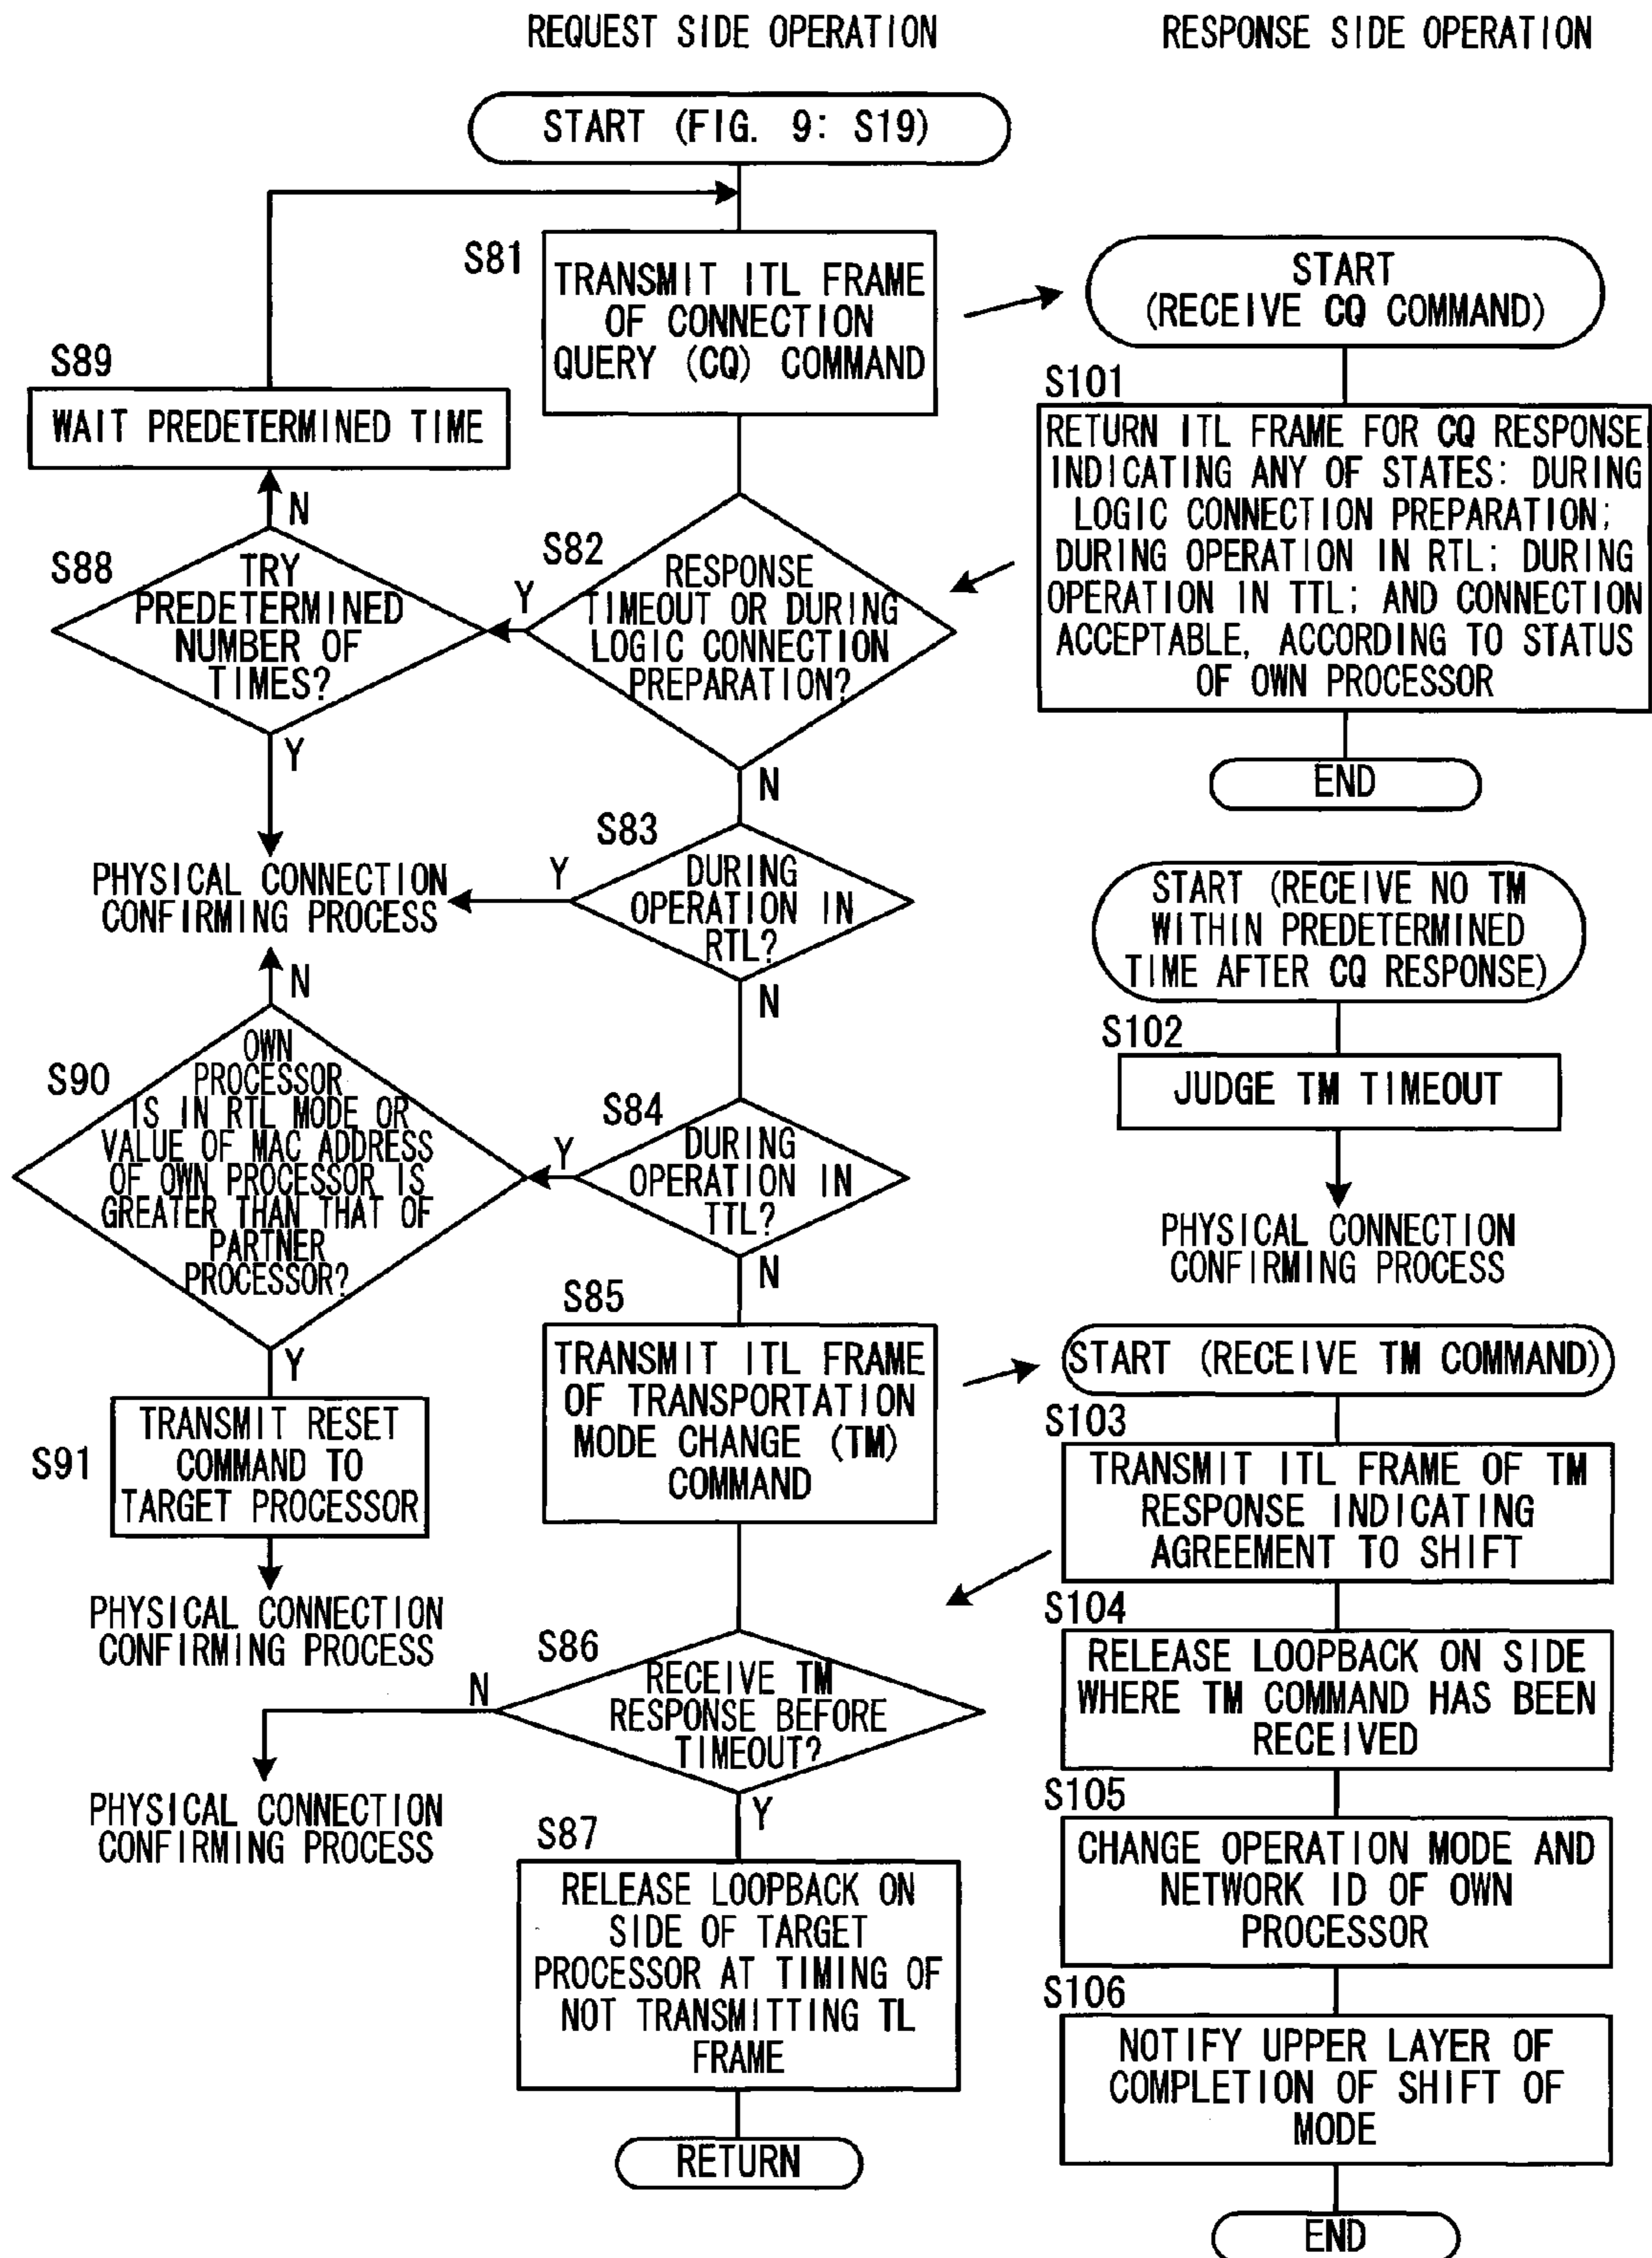 REQUEST SIDE OPERATION
RESPONSE SIDE OPERATION
START (FIG. 9: S19)
S81
TRANSMIT ITL FRAME
OF CONNECTION
QUERY (CQ) COMMAND
START
(RECEIVE CQ COMMAND)
S89
WAIT PREDETERMINED TIME
S101
RETURN ITL FRAME FOR CQ RESPONSE
INDICATING ANY OF STATES: DURING
LOGIC CONNECTION PREPARATION;
DURING OPERATION IN RTL; DURING
OPERATION IN TTL; AND CONNECTION
ACCEPTABLE, ACCORDING TO STATUS
OF OWN PROCESSOR
END
N
S88
TRY
PREDETERMINED
NUMBER OF
TIMES?
Y
S82
RESPONSE
TIMEOUT OR DURING
LOGIC CONNECTION
PREPARATION?
Y
N
S83
DURING
OPERATION IN
RTL?
Y
N
PHYSICAL CONNECTION
CONFIRMING PROCESS
START (RECEIVE NO TM
WITHIN PREDETERMINED
TIME AFTER CQ RESPONSE)
S102
JUDGE TM TIMEOUT
PHYSICAL CONNECTION
CONFIRMING PROCESS
N
S90
OWN
PROCESSOR
IS IN RTL MODE OR
VALUE OF MAC ADDRESS
OF OWN PROCESSOR IS
GREATER THAN THAT OF
PARTNER
PROCESSOR?
Y
S84
DURING
OPERATION IN
TTL?
Y
N
S85
TRANSMIT ITL FRAME
OF TRANSPORTATION
MODE CHANGE (TM)
COMMAND
START (RECEIVE TM COMMAND)
S91
TRANSMIT RESET
COMMAND TO
TARGET PROCESSOR
PHYSICAL CONNECTION
CONFIRMING PROCESS
S103
TRANSMIT ITL FRAME OF TM
RESPONSE INDICATING
AGREEMENT TO SHIFT
S86
RECEIVE TM
RESPONSE BEFORE
TIMEOUT?
N
Y
PHYSICAL CONNECTION
CONFIRMING PROCESS
S104
RELEASE LOOPBACK ON SIDE
WHERE TM COMMAND HAS BEEN
RECEIVED
S87
RELEASE LOOPBACK ON
SIDE OF TARGET
PROCESSOR AT TIMING OF
NOT TRANSMITTING TL
FRAME
RETURN
S105
CHANGE OPERATION MODE AND
NETWORK ID OF OWN
PROCESSOR
S106
NOTIFY UPPER LAYER OF
COMPLETION OF SHIFT OF
MODE
END